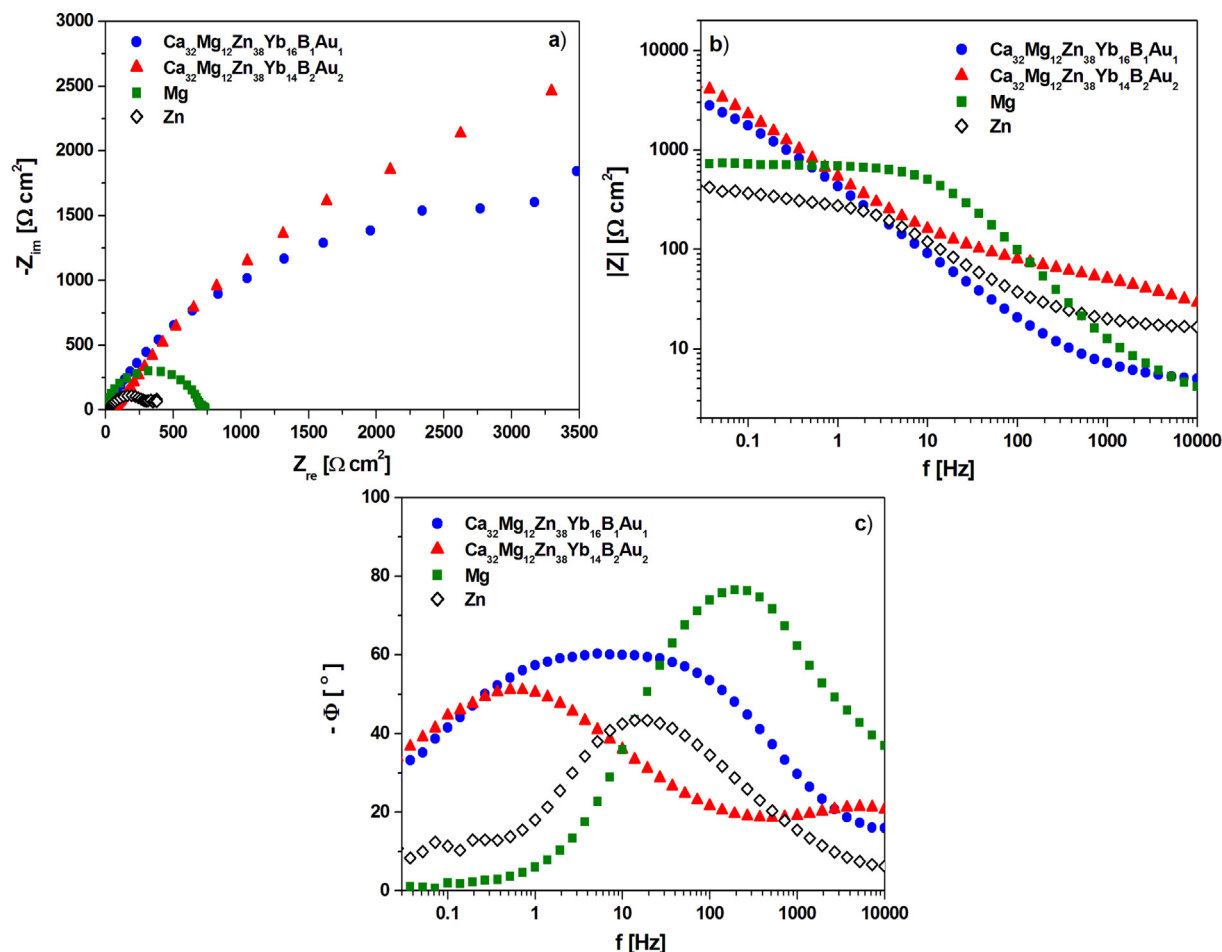 a)
3000
2500
2000
1500
1000
500
0
-Z_im [Ω cm²]
Ca₃₂Mg₁₂Zn₃₈Yb₁₆B₁Au₁
Ca₃₂Mg₁₂Zn₃₈Yb₁₄B₂Au₂
Mg
Zn
0 500 1000 1500 2000 2500 3000 3500
Z_re [Ω cm²]
b)
10000
1000
100
10
|Z| [Ω cm²]
Ca₃₂Mg₁₂Zn₃₈Yb₁₆B₁Au₁
Ca₃₂Mg₁₂Zn₃₈Yb₁₄B₂Au₂
Mg
Zn
0.1 1 10 100 1000 10000
f [Hz]
c)
100
80
60
40
20
0
- Φ [ ° ]
Ca₃₂Mg₁₂Zn₃₈Yb₁₆B₁Au₁
Ca₃₂Mg₁₂Zn₃₈Yb₁₄B₂Au₂
Mg
Zn
0.1 1 10 100 1000 10000
f [Hz]